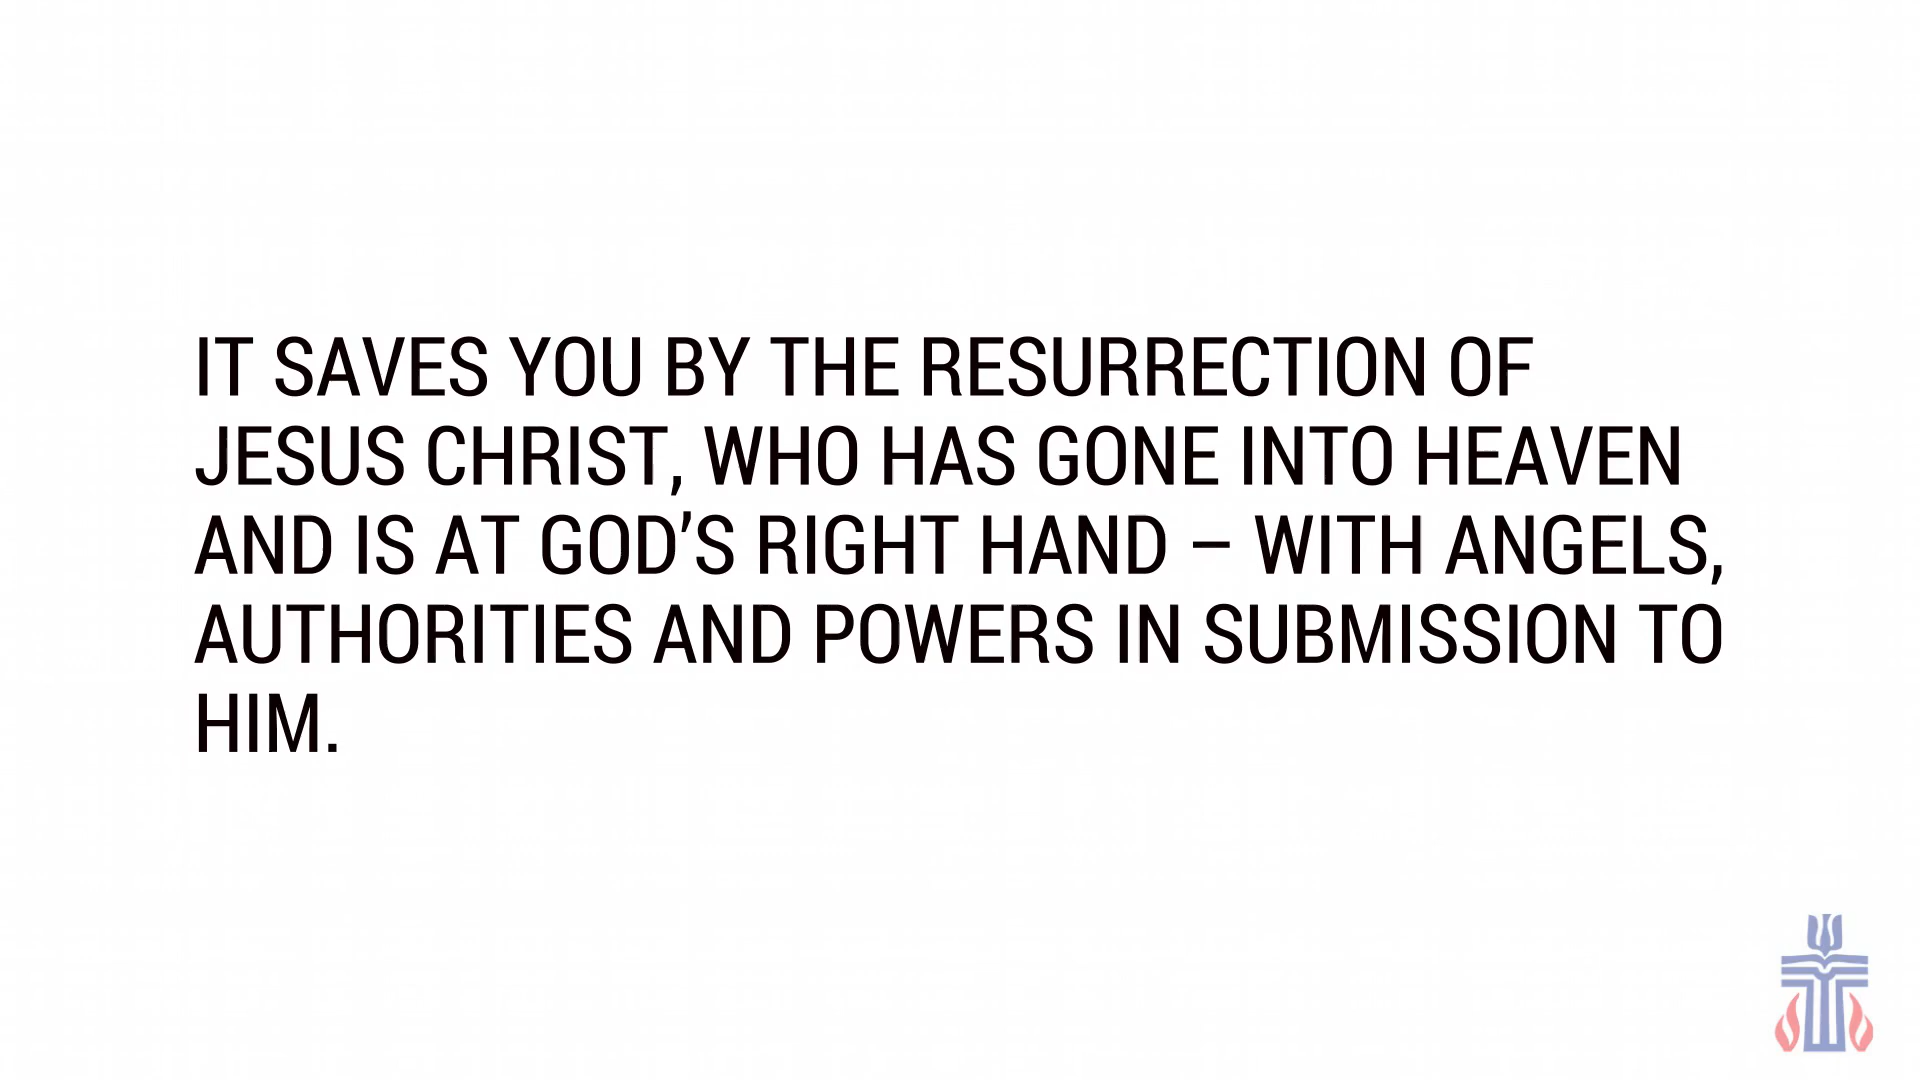 IT SAVES YOU BY THE RESURRECTION OF
JESUS CHRIST, WHO HAS GONE INTO HEAVEN
AND IS AT GOD’S RIGHT HAND – WITH ANGELS,
AUTHORITIES AND POWERS IN SUBMISSION TO
HIM.